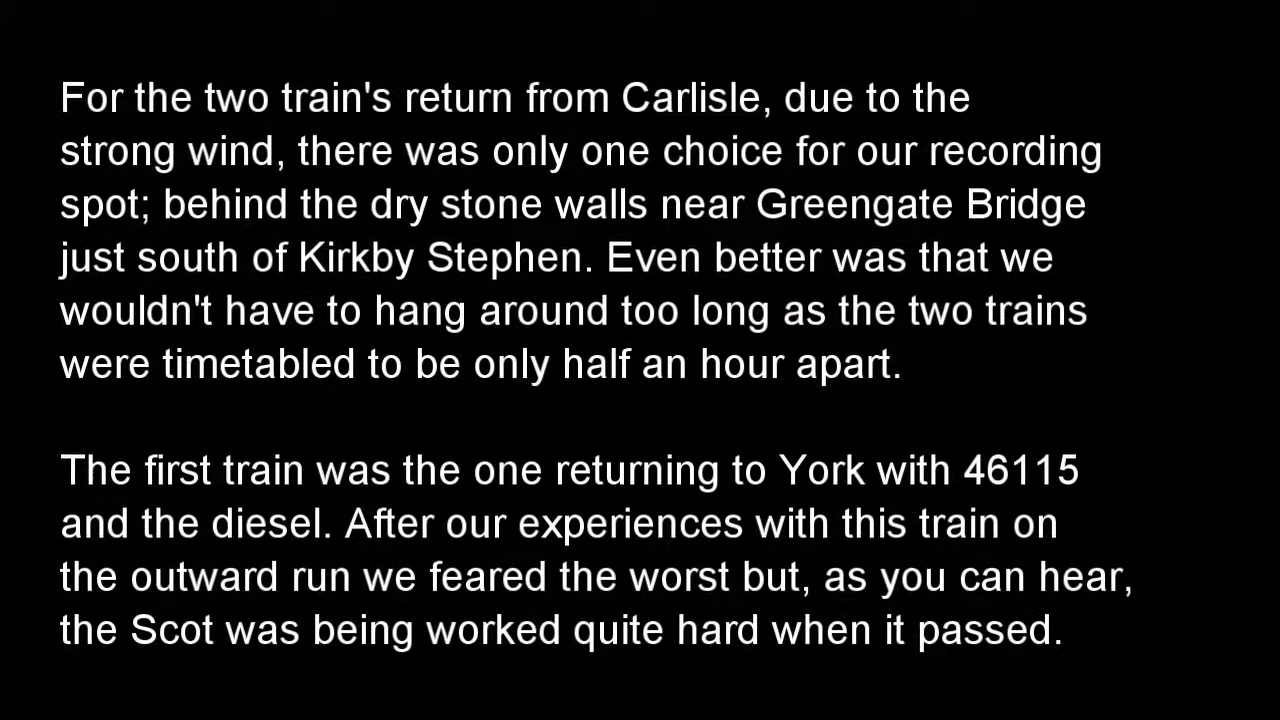 For the two train's return from Carlisle, due to the
strong wind, there was only one choice for our recording
spot; behind the dry stone walls near Greengate Bridge
just south of Kirkby Stephen. Even better was that we
wouldn't have to hang around too long as the two trains
were timetabled to be only half an hour apart.
The first train was the one returning to York with 46115
and the diesel. After our experiences with this train on
the outward run we feared the worst but, as you can hear,
the Scot was being worked quite hard when it passed.